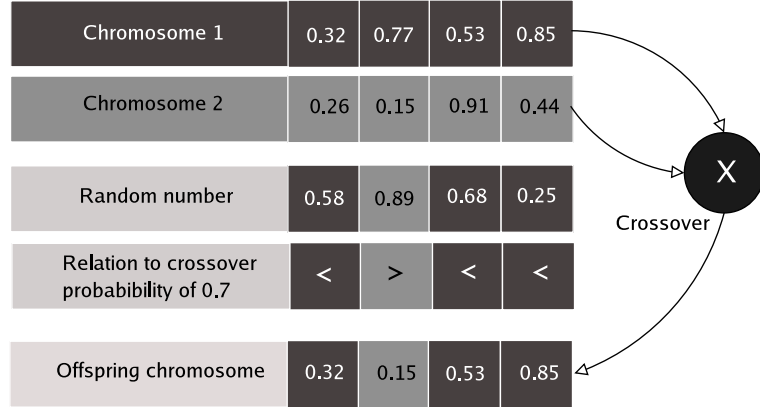 Chromosome 1 0.32 0.77 0.53 0.85
Chromosome 2 0.26 0.15 0.91 0.44
X
Random number 0.58 0.89 0.68 0.25
Crossover
Relation to crossover
probability of 0.7 < > < <
Offspring chromosome 0.32 0.15 0.53 0.85